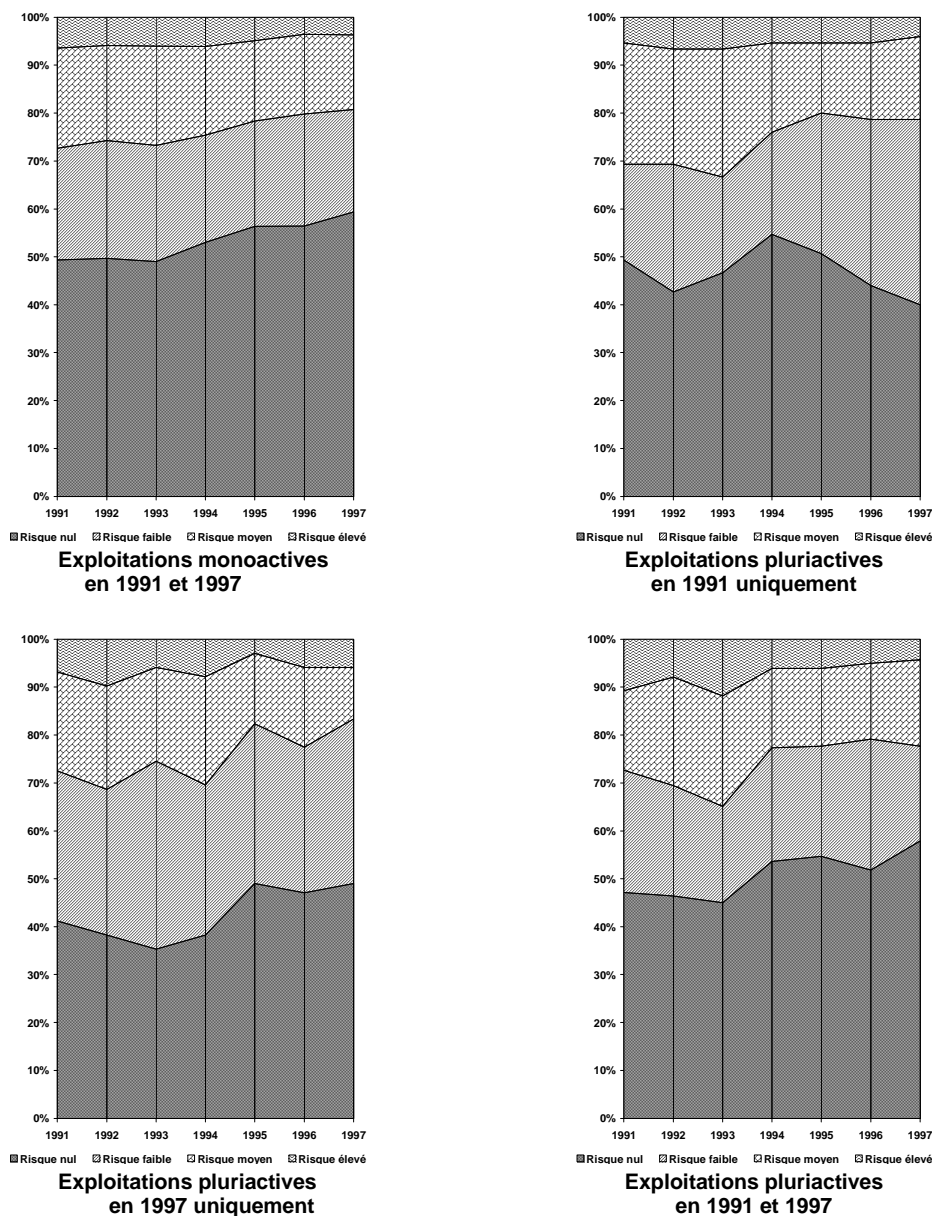 100%
90%
80%
70%
60%
50%
40%
30%
20%
10%
0%
1991 1992 1993 1994 1995 1996 1997
Risque nul Risque faible Risque moyen Risque élevé
Exploitations monoactives
en 1991 et 1997
100%
90%
80%
70%
60%
50%
40%
30%
20%
10%
0%
1991 1992 1993 1994 1995 1996 1997
Risque nul Risque faible Risque moyen Risque élevé
Exploitations pluriactives
en 1991 uniquement
100%
90%
80%
70%
60%
50%
40%
30%
20%
10%
0%
1991 1992 1993 1994 1995 1996 1997
Risque nul Risque faible Risque moyen Risque élevé
Exploitations pluriactives
en 1997 uniquement
100%
90%
80%
70%
60%
50%
40%
30%
20%
10%
0%
1991 1992 1993 1994 1995 1996 1997
Risque nul Risque faible Risque moyen Risque élevé
Exploitations pluriactives
en 1991 et 1997